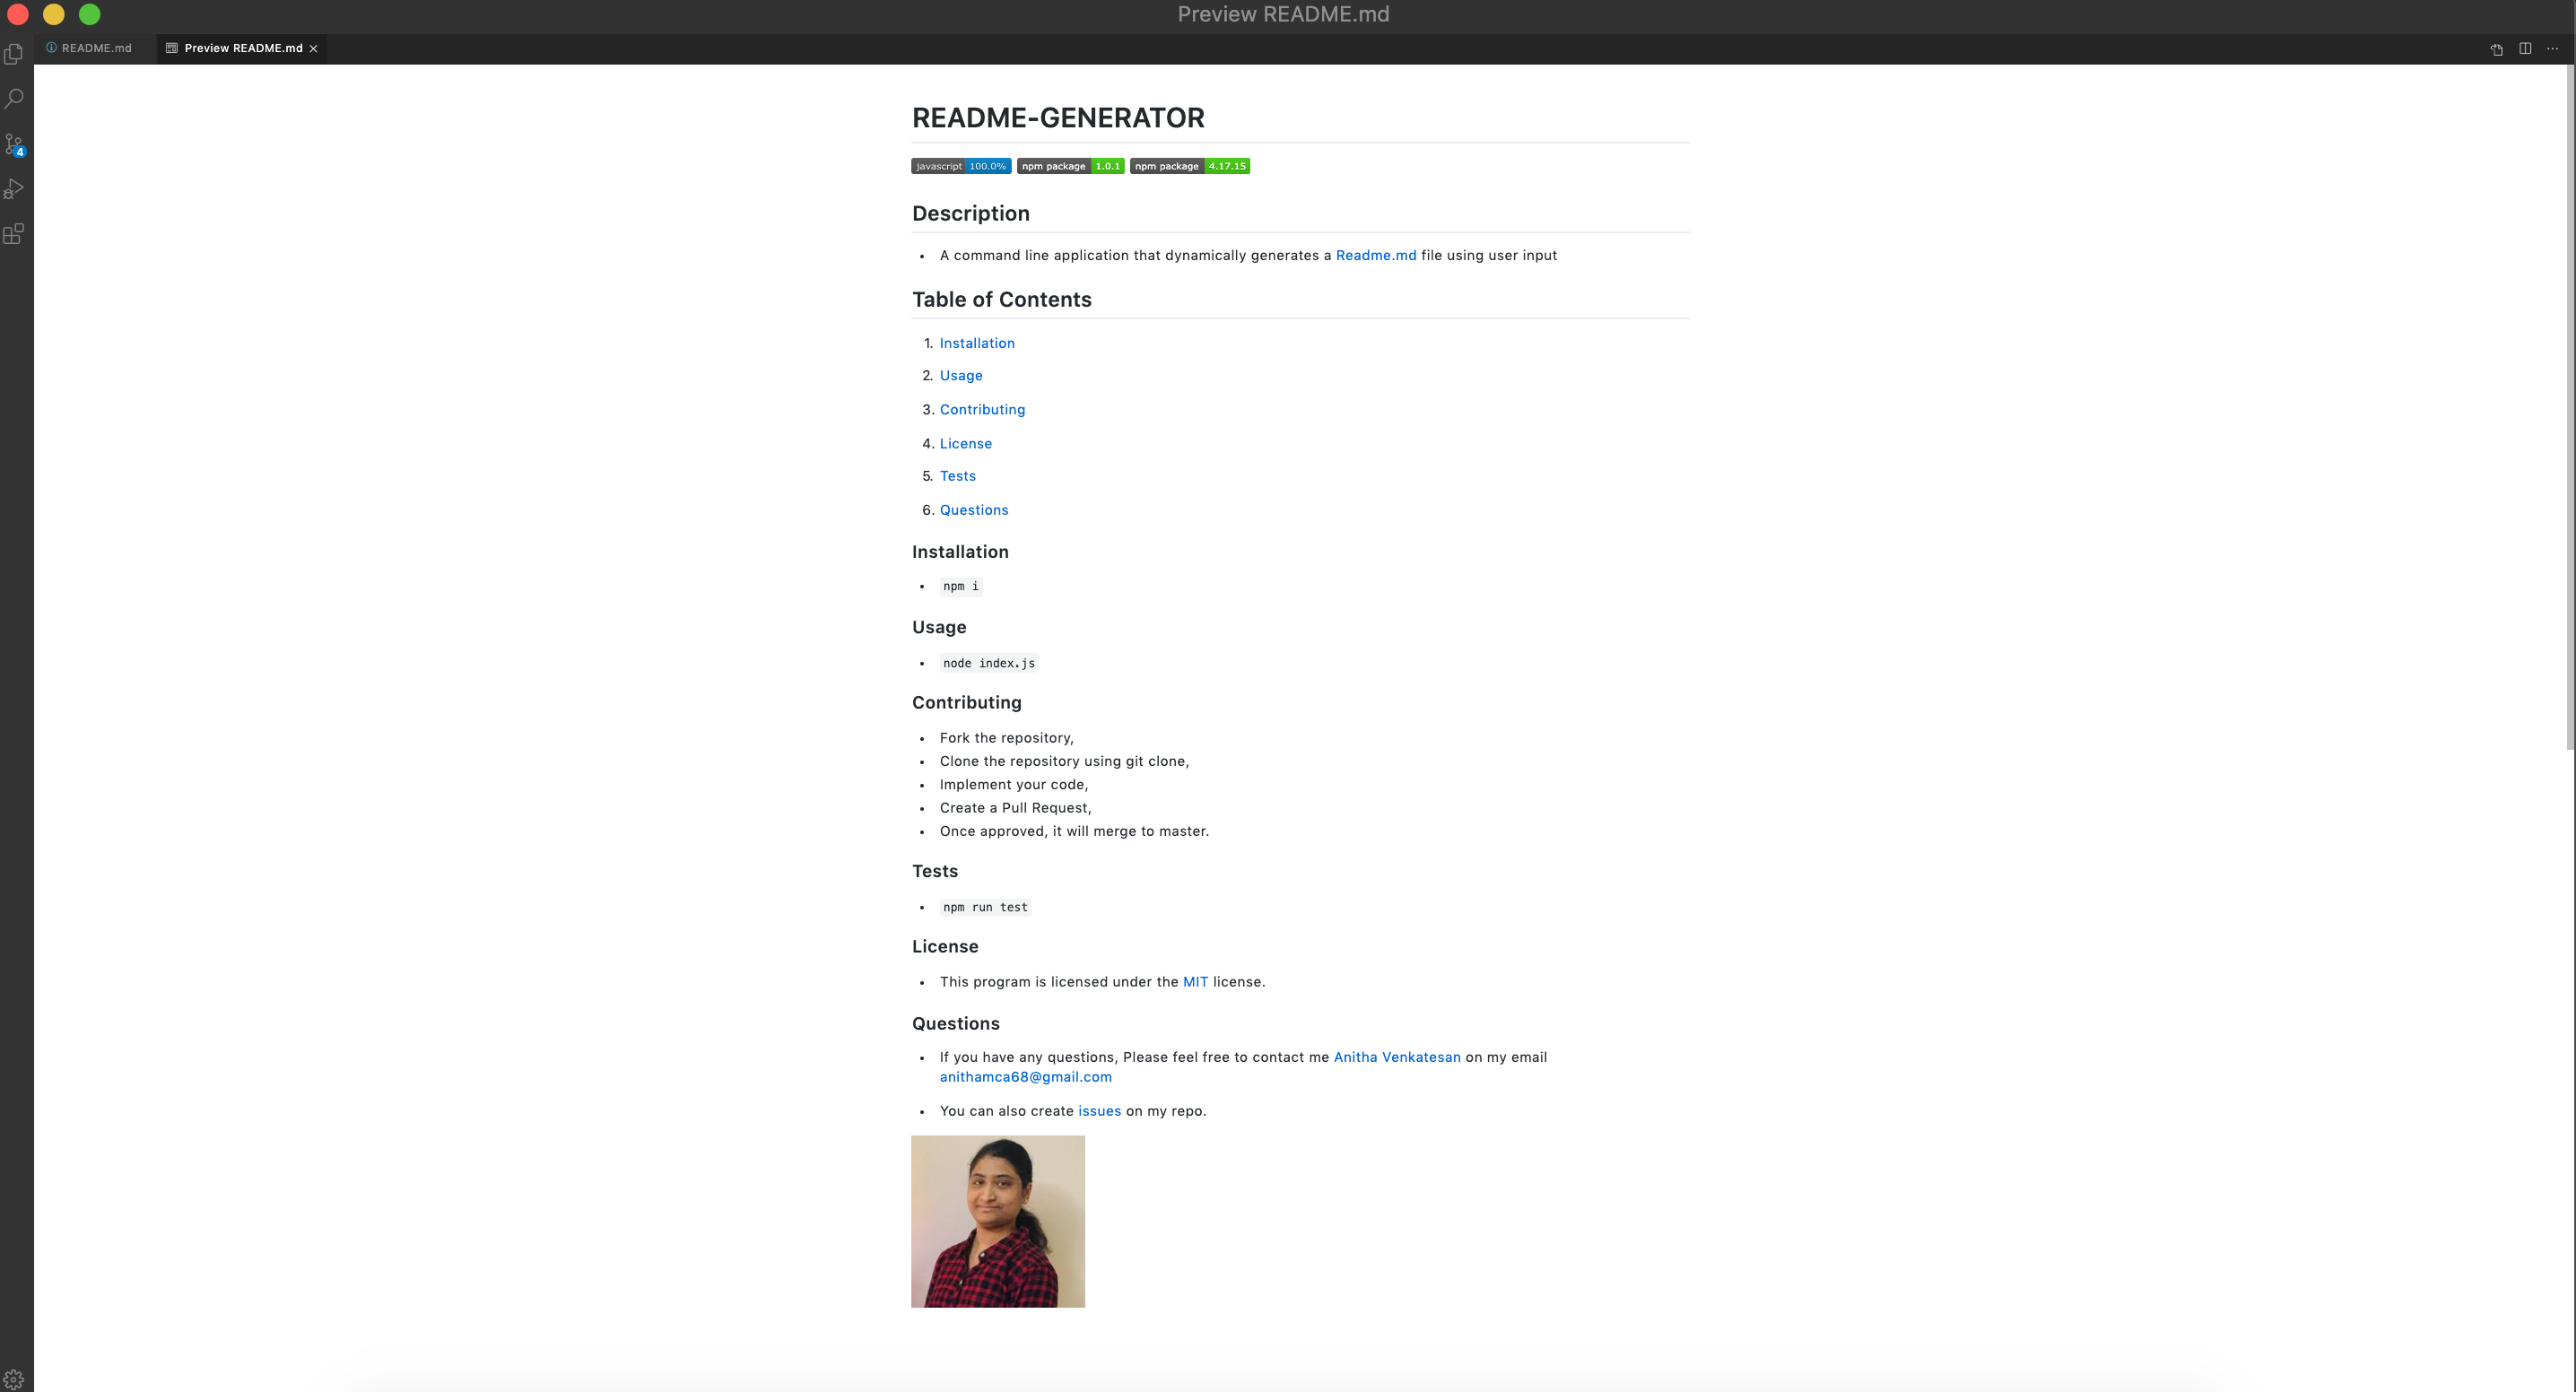 Preview README.md
README.md
Preview README.md
4
README-GENERATOR
javascript 100.0% npm package 1.0.1 npm package 4.17.15
Description
• A command line application that dynamically generates a Readme.md file using user input
Table of Contents
1. Installation
2. Usage
3. Contributing
4. License
5. Tests
6. Questions
Installation
• npm i
Usage
• node index.js
Contributing
• Fork the repository,
• Clone the repository using git clone,
• Implement your code,
• Create a Pull Request,
• Once approved, it will merge to master.
Tests
• npm run test
License
• This program is licensed under the MIT license.
Questions
• If you have any questions, Please feel free to contact me Anitha Venkatesan on my email
anithamca68@gmail.com
• You can also create issues on my repo.